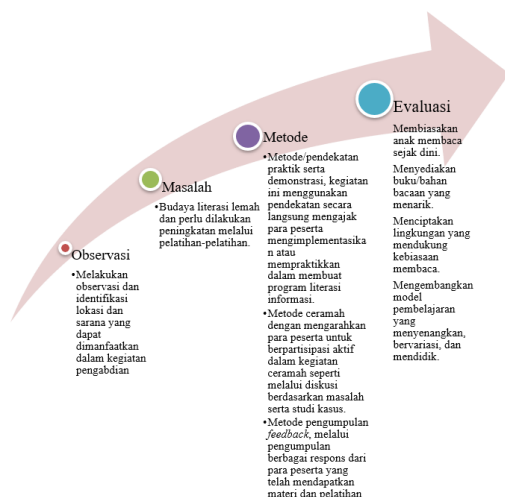 Observasi
•Melakukan
observasi dan
identifikasi
lokasi dan
sarana yang
dapat
dimanfaatkan
dalam kegiatan
pengabdian
Masalah
•Budaya literasi lemah
dan perlu dilakukan
peningkatan melalui
pelatihan-pelatihan.
Metode
•Metode/pendekatan
praktik serta
demonstrasi, kegiatan
ini menggunakan
pendekatan secara
langsung mengajak
para peserta
mengimplementasika
n atau
mempraktikkan
dalam membuat
program literasi
informasi.
•Metode ceramah
dengan mengarahkan
para peserta untuk
berpartisipasi aktif
dalam kegiatan
ceramah seperti
melalui diskusi
berdasarkan masalah
serta studi kasus.
•Metode pengumpulan
feedback, melalui
pengumpulan
berbagai respons dari
para peserta yang
telah mendapatkan
materi dan pelatihan
Evaluasi
Membiasakan
anak membaca
sejak dini.
Menyediakan
buku/bahan
bacaan yang
menarik.
Menciptakan
lingkungan yang
mendukung
kebiasaan
membaca.
Mengembangkan
model
pembelajaran
yang
menyenangkan,
bervariasi, dan
mendidik.